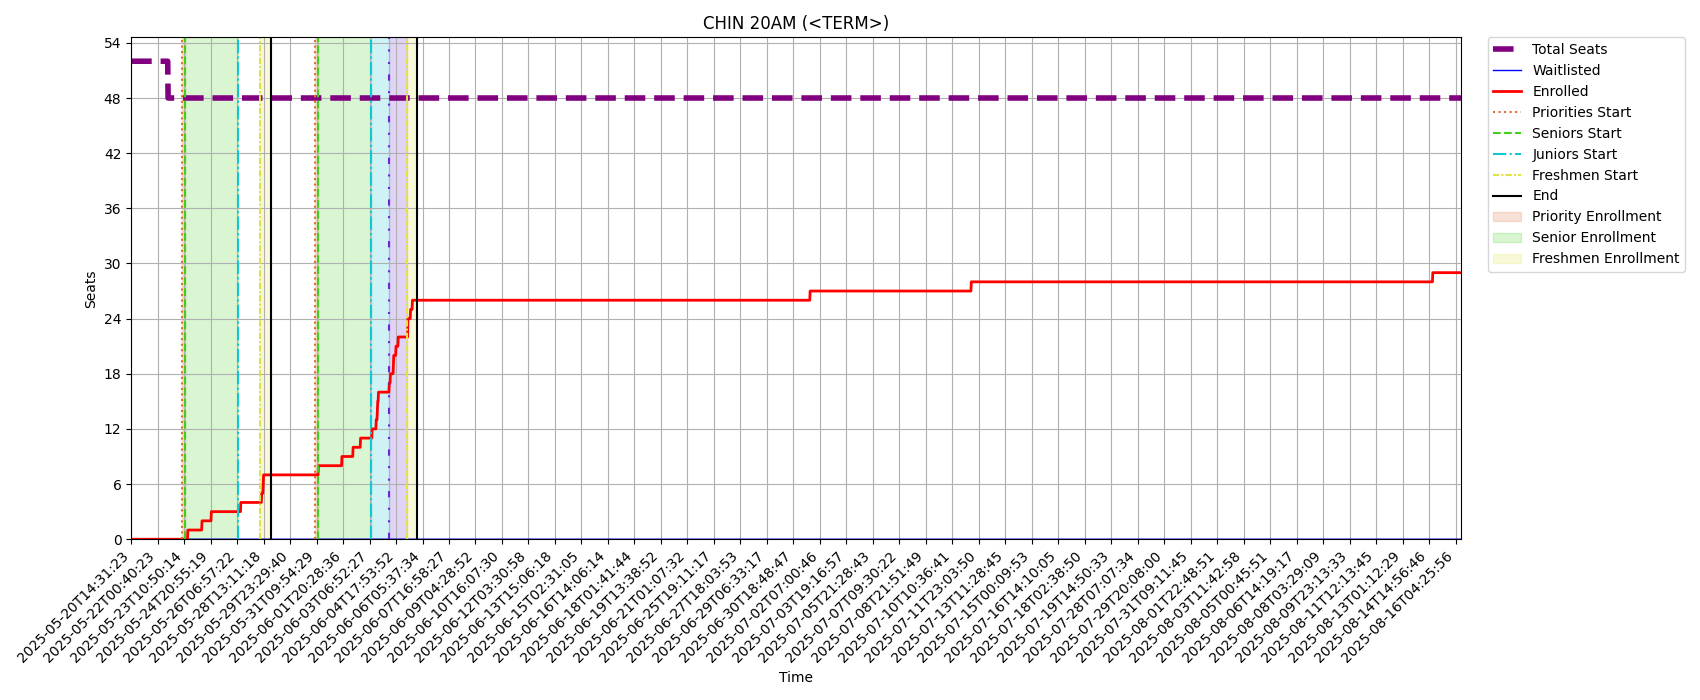 CHIN 20AM (<TERM>)
54
48
42
36
30
24
18
12
6
0
Seats
2025-05-20T14:31:23
2025-05-22T00:40:23
2025-05-23T10:50:14
2025-05-24T20:55:19
2025-05-26T06:57:22
2025-05-28T13:11:18
2025-05-29T23:29:40
2025-05-31T09:54:29
2025-06-01T20:28:36
2025-06-03T06:52:27
2025-06-04T17:53:52
2025-06-06T05:37:34
2025-06-07T16:58:27
2025-06-09T04:28:52
2025-06-10T16:07:30
2025-06-12T03:30:58
2025-06-13T15:06:18
2025-06-15T02:31:05
2025-06-16T14:06:14
2025-06-18T01:41:44
2025-06-19T13:38:52
2025-06-21T01:07:32
2025-06-25T19:11:17
2025-06-27T18:03:53
2025-06-29T06:33:17
2025-06-30T18:48:47
2025-07-02T07:00:46
2025-07-03T19:16:57
2025-07-05T21:28:43
2025-07-07T09:30:22
2025-07-08T21:51:49
2025-07-10T10:36:41
2025-07-11T23:03:50
2025-07-13T11:28:45
2025-07-15T00:09:53
2025-07-16T14:10:05
2025-07-18T02:38:50
2025-07-19T14:50:33
2025-07-28T07:07:34
2025-07-29T20:08:00
2025-07-31T09:11:45
2025-08-01T22:48:51
2025-08-03T11:42:58
2025-08-05T00:45:51
2025-08-06T14:19:17
2025-08-08T03:29:09
2025-08-09T23:13:33
2025-08-11T12:13:45
2025-08-13T01:12:29
2025-08-14T14:56:46
2025-08-16T04:25:56
Time
Total Seats
Waitlisted
Enrolled
Priorities Start
Seniors Start
Juniors Start
Freshmen Start
End
Priority Enrollment
Senior Enrollment
Freshmen Enrollment